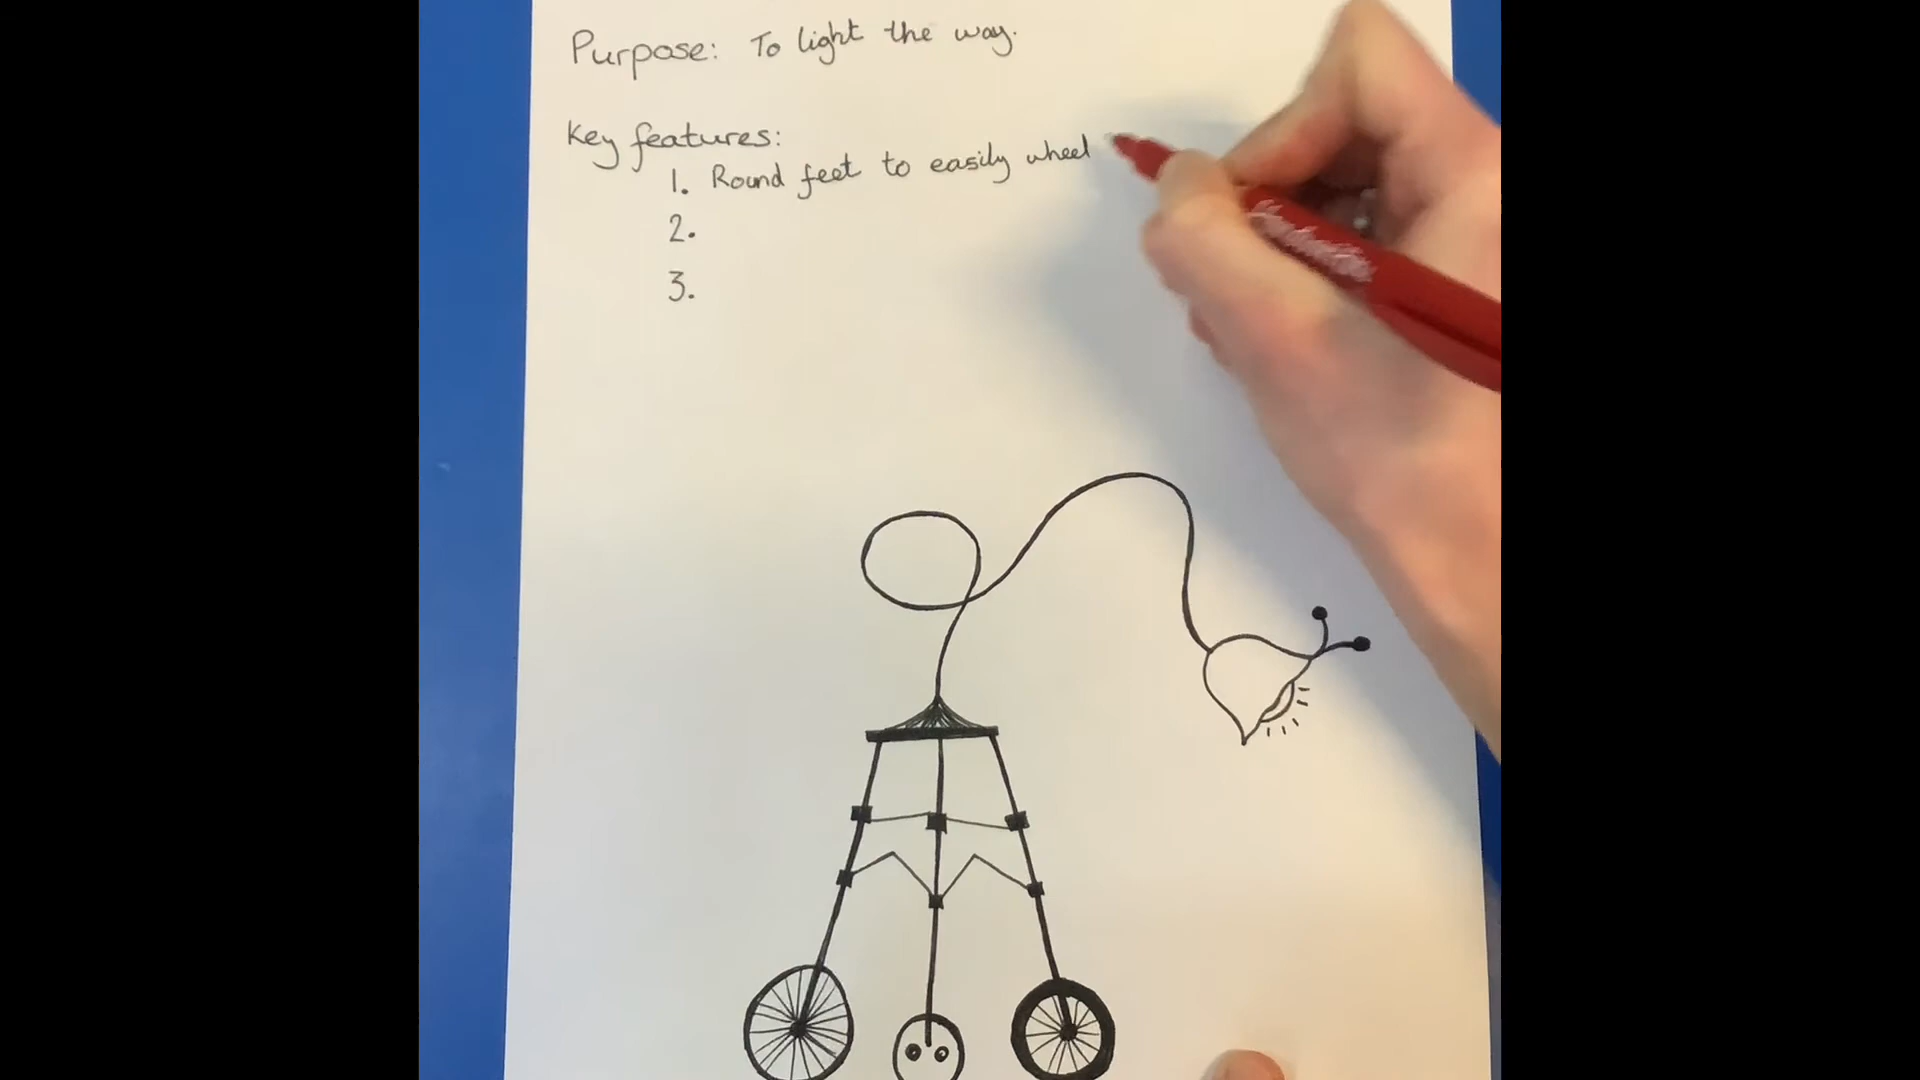 Purpose: To light the way.
Key features:
1. Round feet to easily wheel
2.
3.